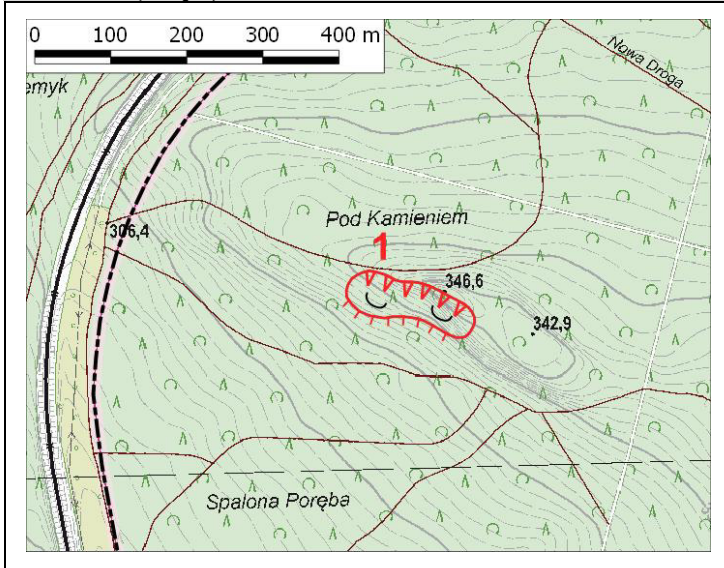 0 100 200 300 400 m
emyk
Nowa Droga
Pod Kamieniem
306,4
1
346,6
342,9
Spalona Poręba